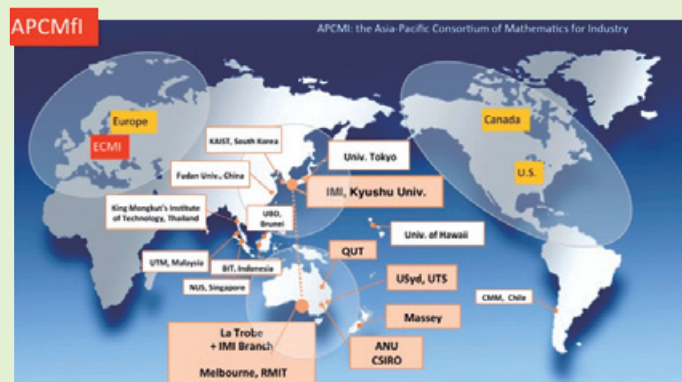 APCMfI
APCMI: the Asia-Pacific Consortium of Mathematics for Industry
Europe
ECMI
Canada
U.S.
KAIST, South Korea
Univ. Tokyo
Fudan Univ., China
IMI, Kyushu Univ.
King Mongkut's Institute
of Technology, Thailand
UBD,
Brunei
Univ. of Hawaii
UTM, Malaysia
BIT, Indonesia
NUS, Singapore
QUT
USyd, UTS
CMM, Chile
Massey
La Trobe
+ IMI Branch
Melbourne, RMIT
ANU
CSIRO